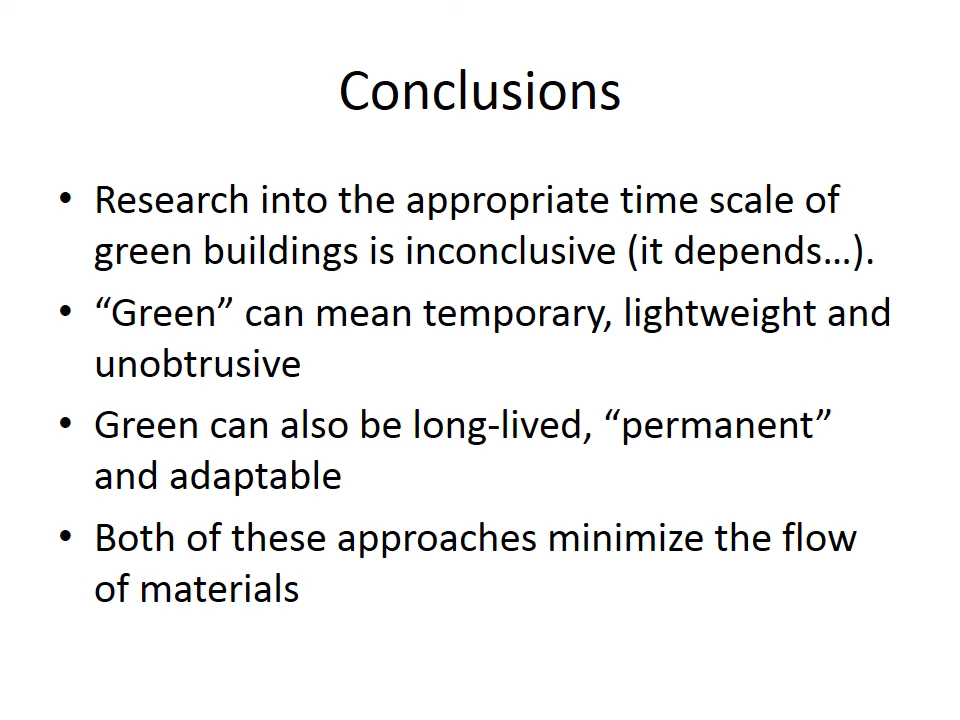 Conclusions
• Research into the appropriate time scale of
green buildings is inconclusive (it depends…).
• “Green” can mean temporary, lightweight and
unobtrusive
• Green can also be long-lived, “permanent”
and adaptable
• Both of these approaches minimize the flow
of materials